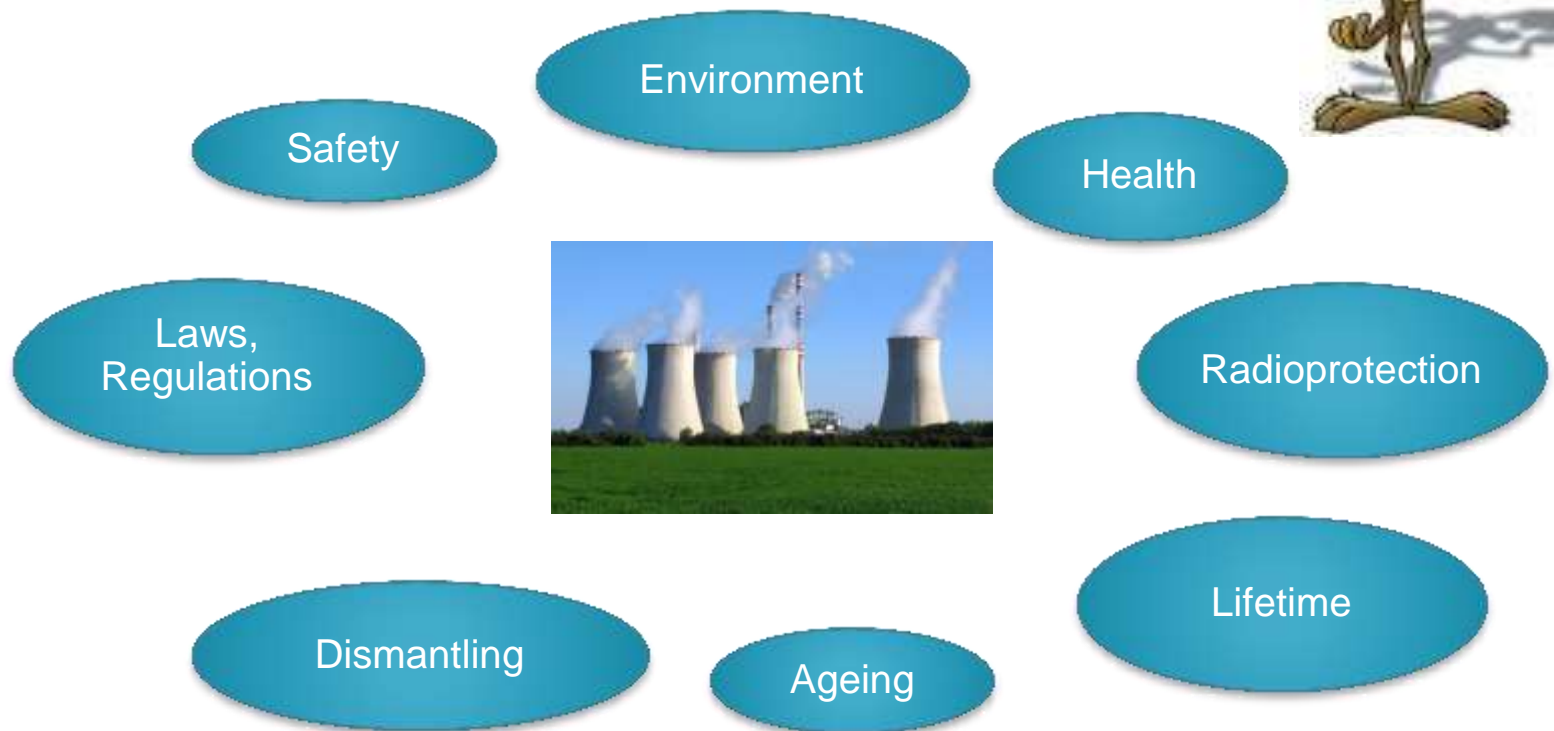 Environment
Safety
Health
Laws,
Regulations
Radioprotection
Lifetime
Dismantling
Ageing